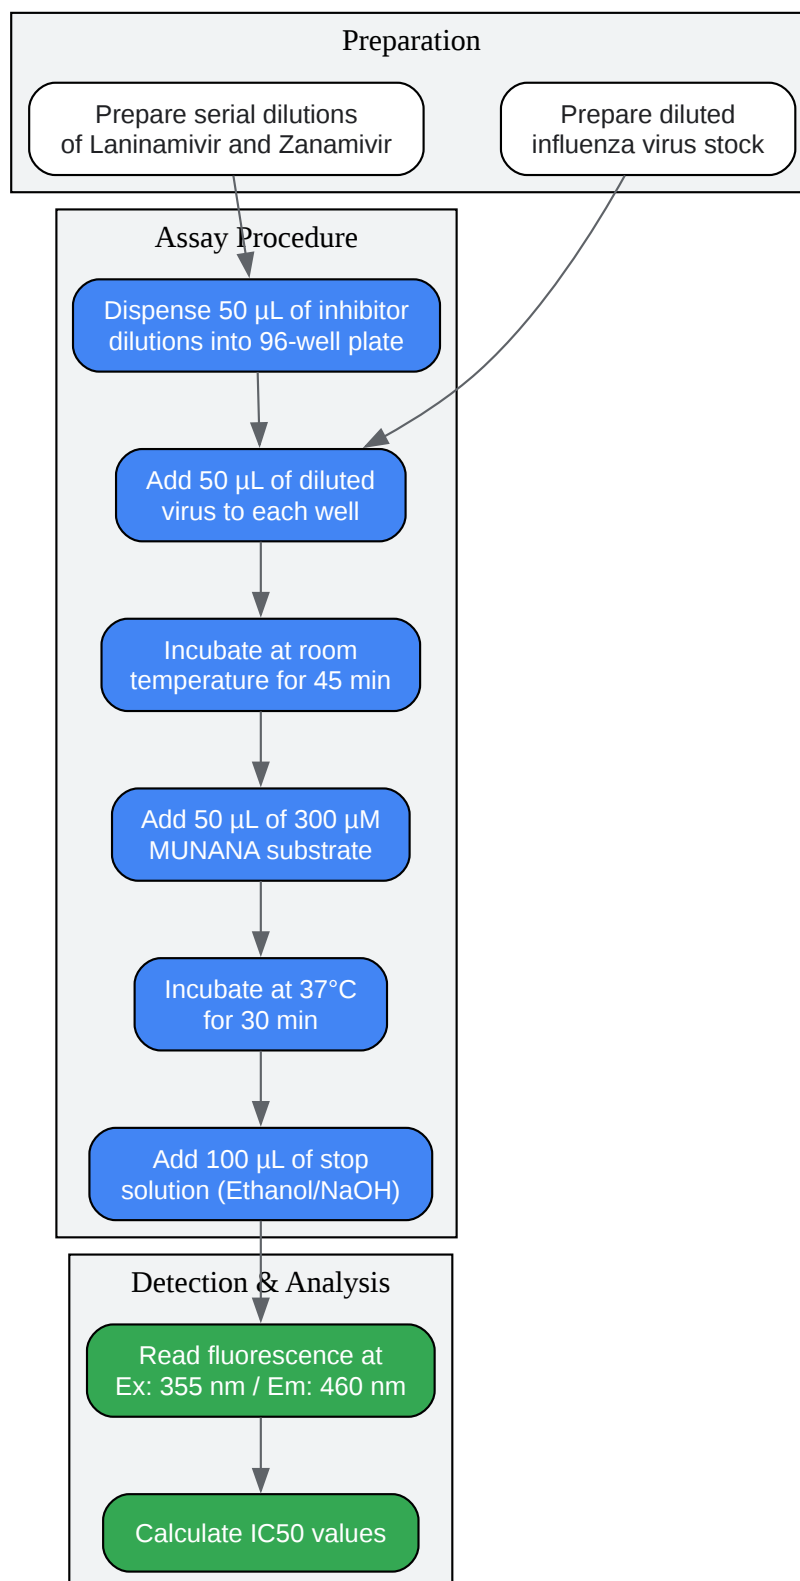 Preparation
Prepare serial dilutions
of Laninamivir and Zanamivir
Prepare diluted
influenza virus stock
Assay Procedure
Dispense 50 µL of inhibitor
dilutions into 96-well plate
Add 50 µL of diluted
virus to each well
Incubate at room
temperature for 45 min
Add 50 µL of 300 µM
MUNANA substrate
Incubate at 37°C
for 30 min
Add 100 µL of stop
solution (Ethanol/NaOH)
Detection & Analysis
Read fluorescence at
Ex: 355 nm / Em: 460 nm
Calculate IC50 values